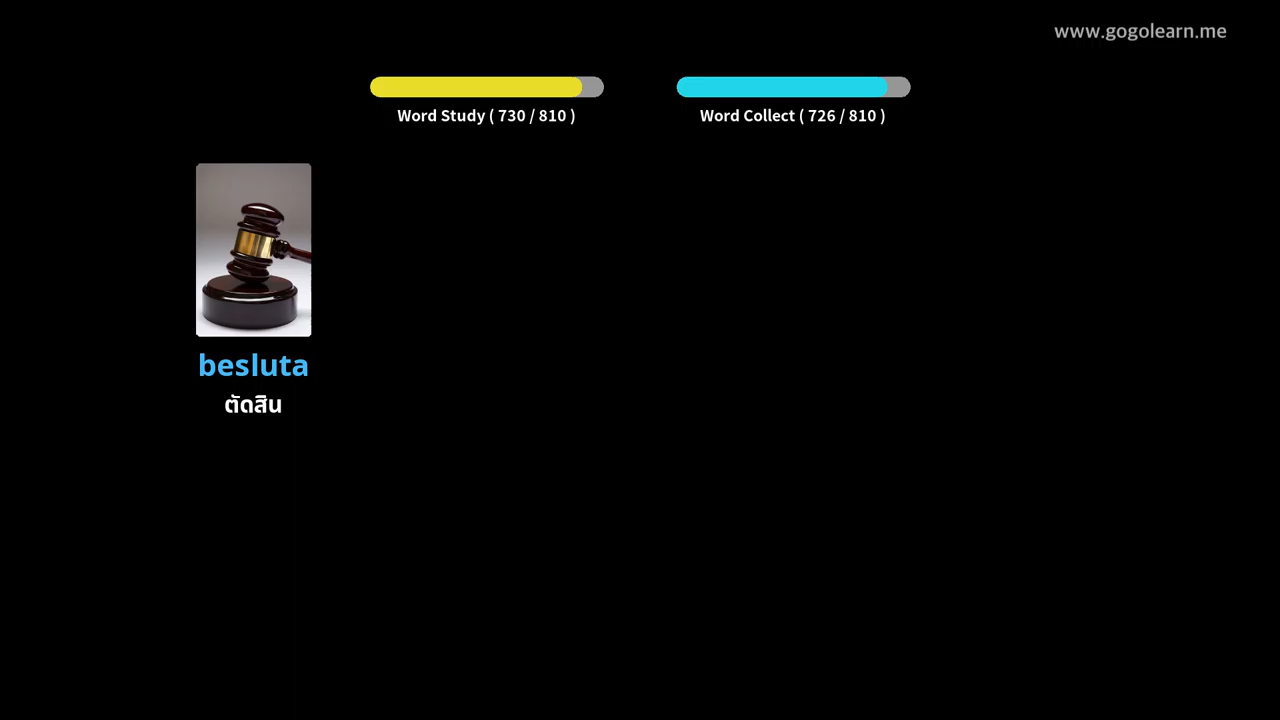 www.gogolearn.me
Word Study ( 730 / 810 )
Word Collect ( 726 / 810 )
besluta
ตัดสิน